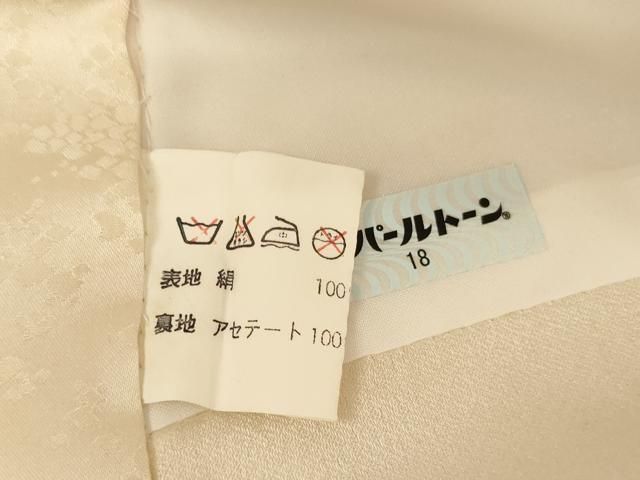 パールトーン®
18
表地 絹 100
裏地 アセテート 100